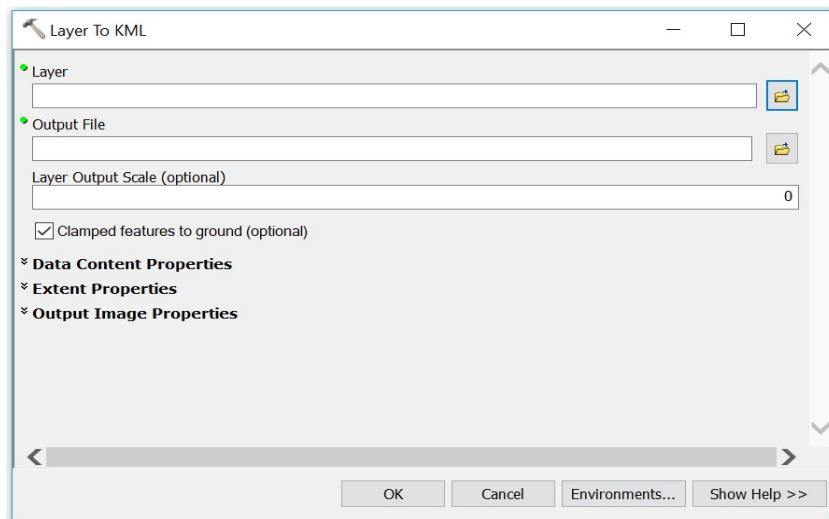 Layer To KML
Layer
Output File
Layer Output Scale (optional)
0
Clamped features to ground (optional)
Data Content Properties
Extent Properties
Output Image Properties
OK Cancel Environments... Show Help >>